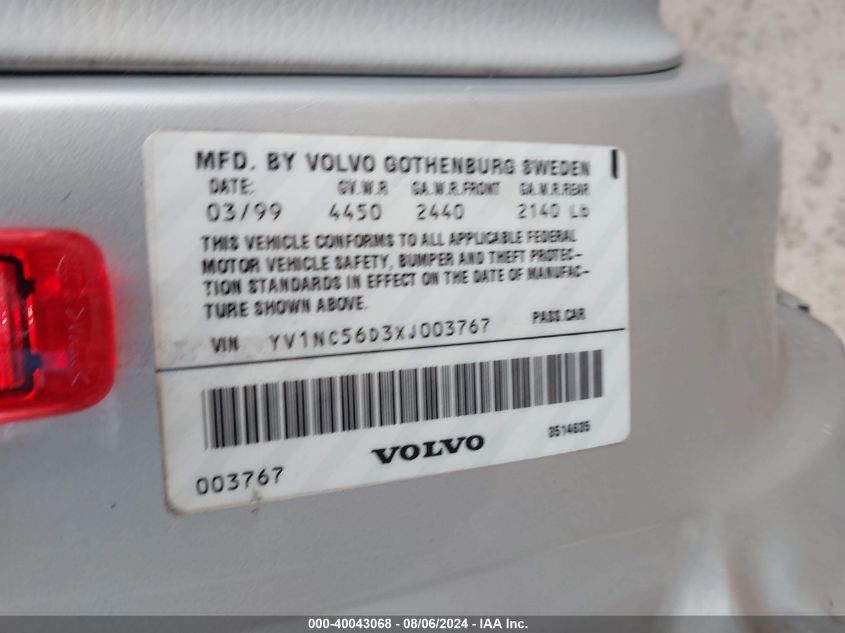 MFD. BY VOLVO GOTHENBURG SWEDEN
DATE: GV.W.R GA.W.R.FRONT GA.W.R.REAR
03/99 4450 2440 2140 Lb
THIS VEHICLE CONFORMS TO ALL APPLICABLE FEDERAL
MOTOR VEHICLE SAFETY, BUMPER AND THEFT PROTEC-
TION STANDARDS IN EFFECT ON THE DATE OF MANUFAC-
TURE SHOWN ABOVE.
VIN YV1NC56D3XJ003767 PASS.CAR
003767 VOLVO 3514635
000-40043068 - 08/06/2024 - IAA Inc.